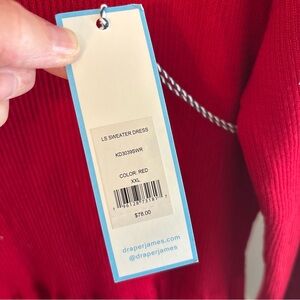 LS SWEATER DRESS
KD3039SWR
COLOR: RED
XXL
$78.00
draperjames.com
@draperjames